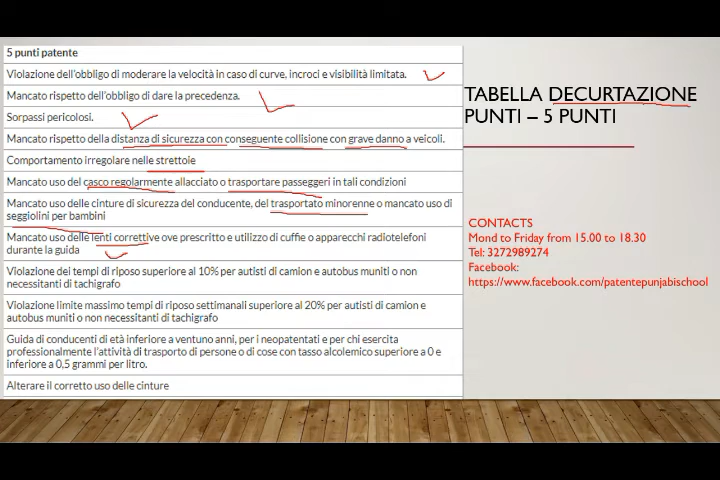 5 punti patente
Violazione dell'obbligo di moderare la velocità in caso di curve, incroci e visibilità limitata.
Mancato rispetto dell'obbligo di dare la precedenza.
Sorpassi pericolosi.
Mancato rispetto della distanza di sicurezza con conseguente collisione con grave danno a veicoli.
Comportamento irregolare nelle strettoie
Mancato uso del casco regolarmente allacciato o trasportare passeggeri in tali condizioni
Mancato uso delle cinture di sicurezza del conducente, del trasportato minorenne o mancato uso di
seggiolini per bambini
Mancato uso delle lenti correttive ove prescritto e utilizzo di cuffie o apparecchi radiotelefoni
durante la guida
Violazione dei tempi di riposo superiore al 10% per autisti di camion e autobus muniti o non
necessitanti di tachigrafo
Violazione limite massimo tempi di riposo settimanali superiore al 20% per autisti di camion e
autobus muniti o non necessitanti di tachigrafo
Guida di conducenti di età inferiore a ventuno anni, per i neopatentati e per chi esercita
professionalmente l'attività di trasporto di persone o di cose con tasso alcolemico superiore a 0 e
inferiore a 0,5 grammi per litro.
Alterare il corretto uso delle cinture
TABELLA DECURTAZIONE
PUNTI – 5 PUNTI
CONTACTS
Mond to Friday from 15.00 to 18.30
Tel: 3272989274
Facebook:
https://www.facebook.com/patentepunjabischool